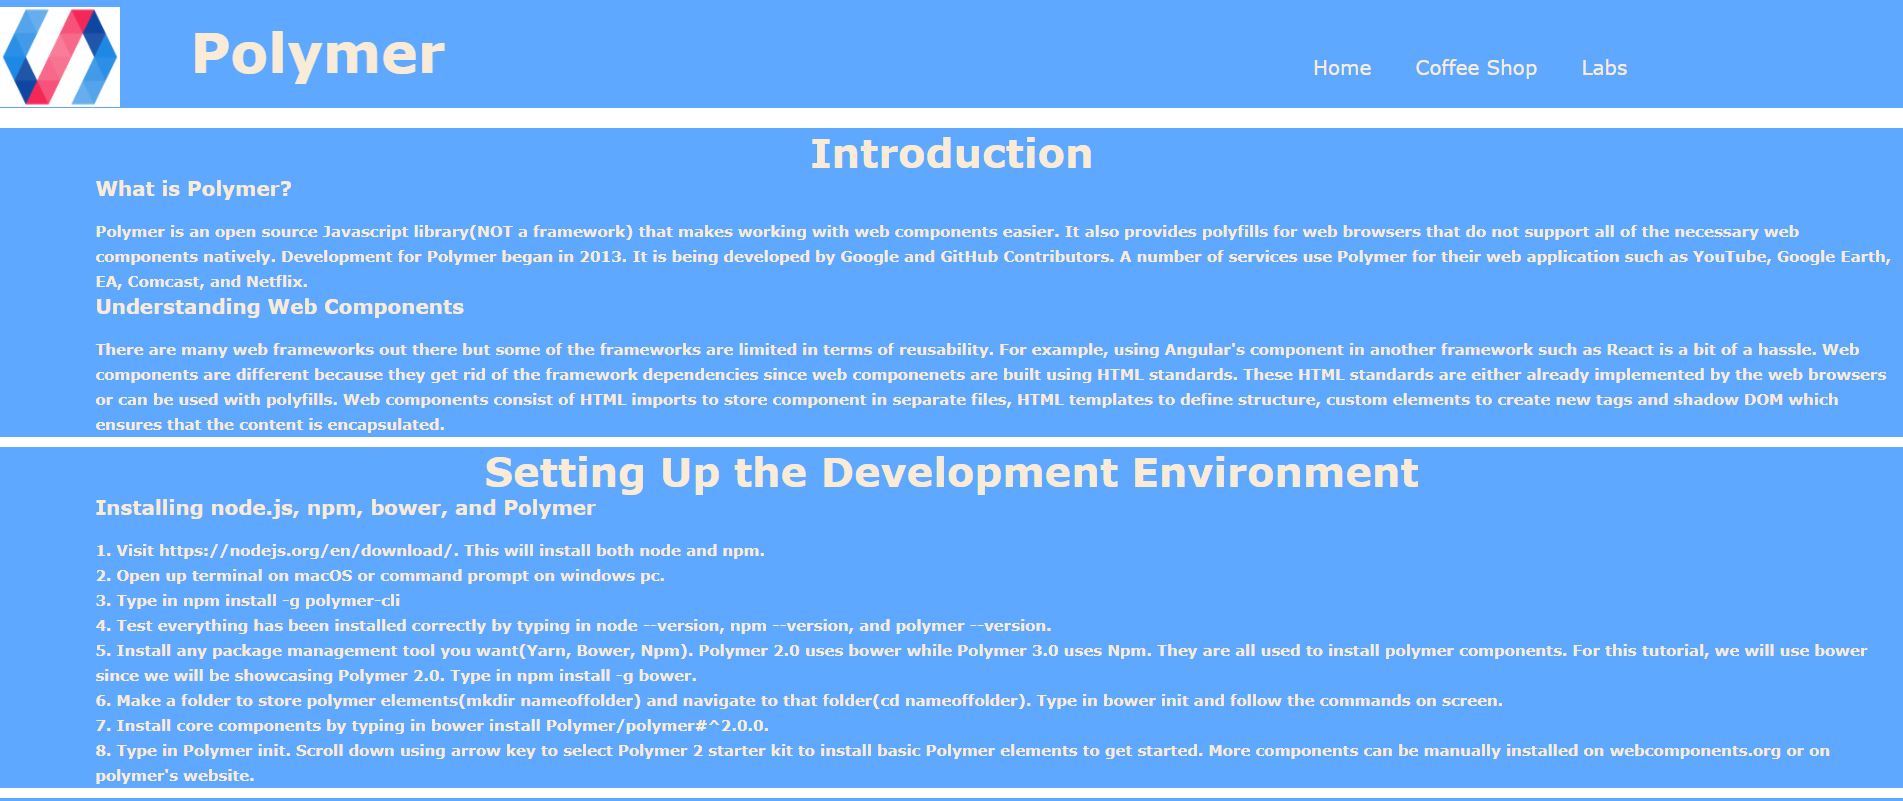 Polymer
Home Coffee Shop Labs
Introduction
What is Polymer?
Polymer is an open source Javascript library(NOT a framework) that makes working with web components easier. It also provides polyfills for web browsers that do not support all of the necessary web
components natively. Development for Polymer began in 2013. It is being developed by Google and GitHub Contributors. A number of services use Polymer for their web application such as YouTube, Google Earth,
EA, Comcast, and Netflix.
Understanding Web Components
There are many web frameworks out there but some of the frameworks are limited in terms of reusability. For example, using Angular's component in another framework such as React is a bit of a hassle. Web
components are different because they get rid of the framework dependencies since web componenets are built using HTML standards. These HTML standards are either already implemented by the web browsers
or can be used with polyfills. Web components consist of HTML imports to store component in separate files, HTML templates to define structure, custom elements to create new tags and shadow DOM which
ensures that the content is encapsulated.
Setting Up the Development Environment
Installing node.js, npm, bower, and Polymer
1. Visit https://nodejs.org/en/download/. This will install both node and npm.
2. Open up terminal on macOS or command prompt on windows pc.
3. Type in npm install -g polymer-cli
4. Test everything has been installed correctly by typing in node --version, npm --version, and polymer --version.
5. Install any package management tool you want(Yarn, Bower, Npm). Polymer 2.0 uses bower while Polymer 3.0 uses Npm. They are all used to install polymer components. For this tutorial, we will use bower
since we will be showcasing Polymer 2.0. Type in npm install -g bower.
6. Make a folder to store polymer elements(mkdir nameoffolder) and navigate to that folder(cd nameoffolder). Type in bower init and follow the commands on screen.
7. Install core components by typing in bower install Polymer/polymer#^2.0.0.
8. Type in Polymer init. Scroll down using arrow key to select Polymer 2 starter kit to install basic Polymer elements to get started. More components can be manually installed on webcomponents.org or on
polymer's website.